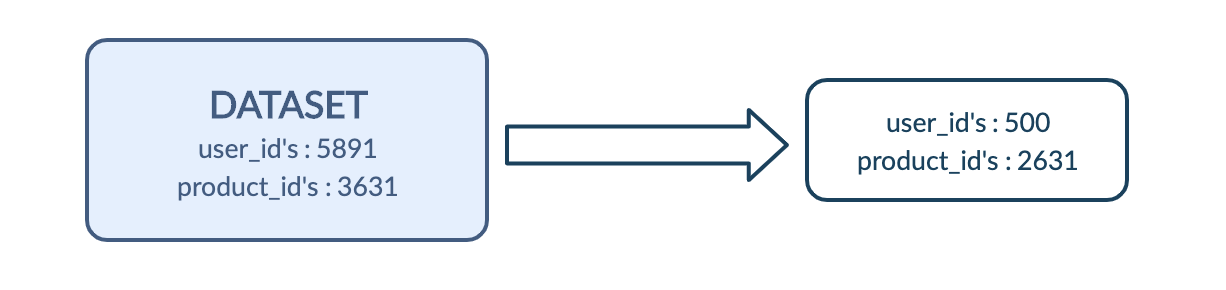 DATASET
user_id's : 5891
product_id's : 3631
user_id's : 500
product_id's : 2631